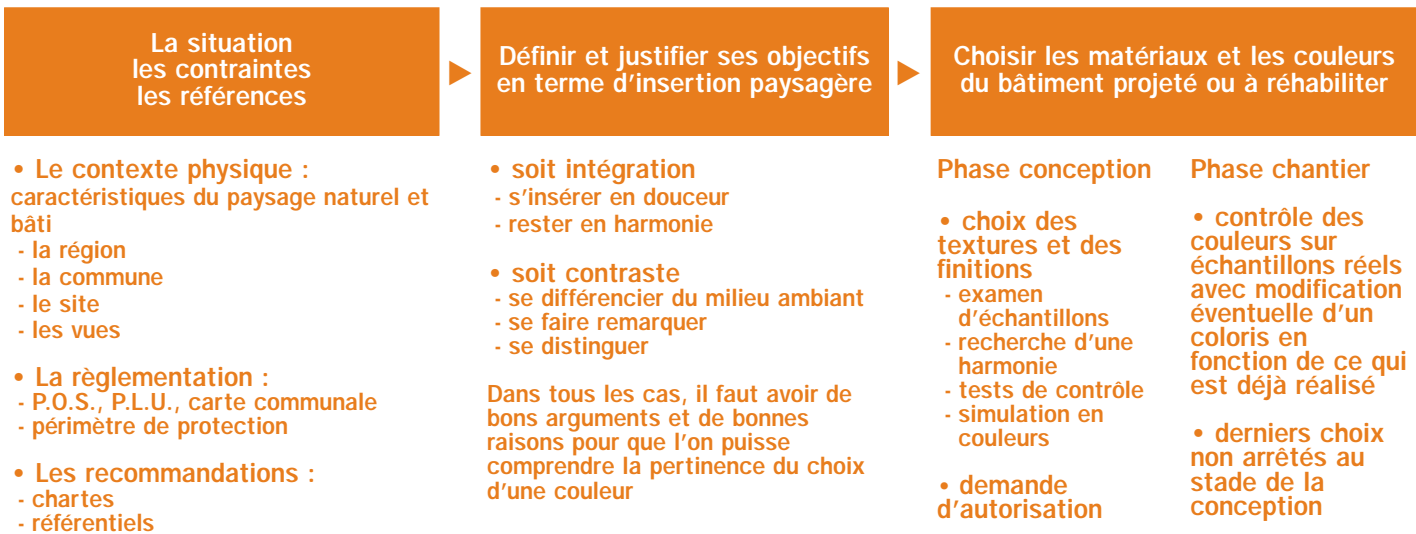 La situation
les contraintes
les références
Définir et justifier ses objectifs
en terme d'insertion paysagère
Choisir les matériaux et les couleurs
du bâtiment projeté ou à réhabiliter
• Le contexte physique :
caractéristiques du paysage naturel et
bâti
- la région
- la commune
- le site
- les vues
• La règlementation :
- P.O.S., P.L.U., carte communale
- périmètre de protection
• Les recommandations :
- chartes
- référentiels
• soit intégration
- s'insérer en douceur
- rester en harmonie
• soit contraste
- se différencier du milieu ambiant
- se faire remarquer
- se distinguer
Dans tous les cas, il faut avoir de
bons arguments et de bonnes
raisons pour que l'on puisse
comprendre la pertinence du choix
d'une couleur
Phase conception
• choix des
textures et des
finitions
- examen
d'échantillons
- recherche d'une
harmonie
- tests de contrôle
- simulation en
couleurs
• demande
d'autorisation
Phase chantier
• contrôle des
couleurs sur
échantillons réels
avec modification
éventuelle d'un
coloris en
fonction de ce qui
est déjà réalisé
• derniers choix
non arrêtés au
stade de la
conception